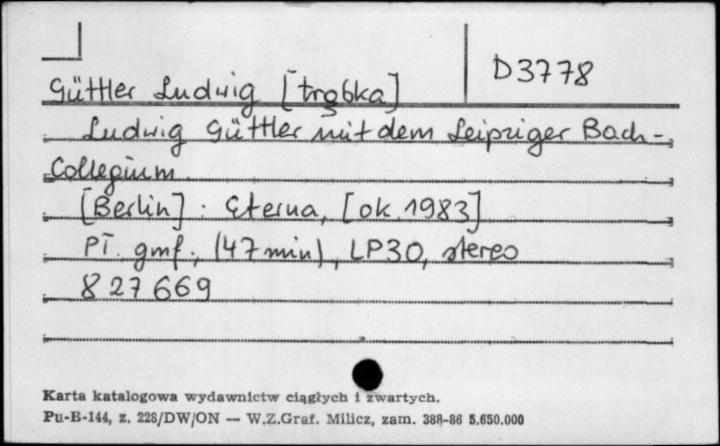 D3778
Güttler Ludwig [trąbka]
Ludwig Güttler mit dem Leipziger Bach-
Collegium.
[Berlin] : Eterna, [ok. 1983]
Pł. gmf., (47 min), LP30, stereo
8 27 669
Karta katalogowa wydawnictw ciągłych i zwartych.
Pu-B-144, z. 228/DW/ON — W.Z.Graf. Milicz, zam. 388-86 5.650.000